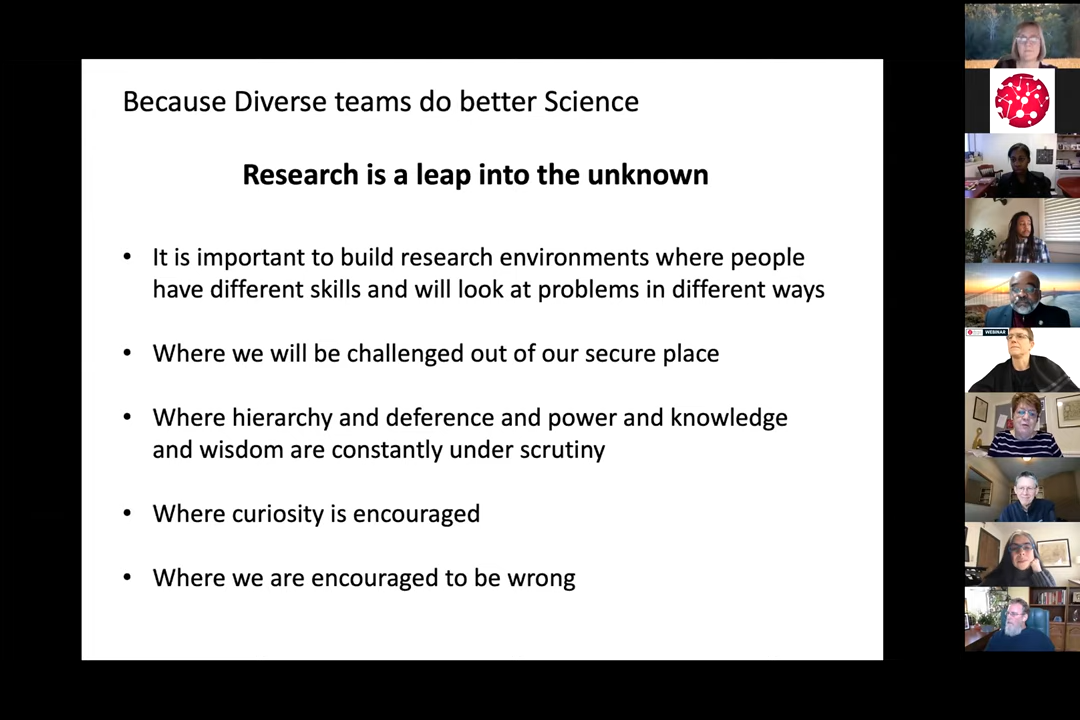 Because Diverse teams do better Science
Research is a leap into the unknown
• It is important to build research environments where people
have different skills and will look at problems in different ways
• Where we will be challenged out of our secure place
• Where hierarchy and deference and power and knowledge
and wisdom are constantly under scrutiny
• Where curiosity is encouraged
• Where we are encouraged to be wrong
WEBINAR